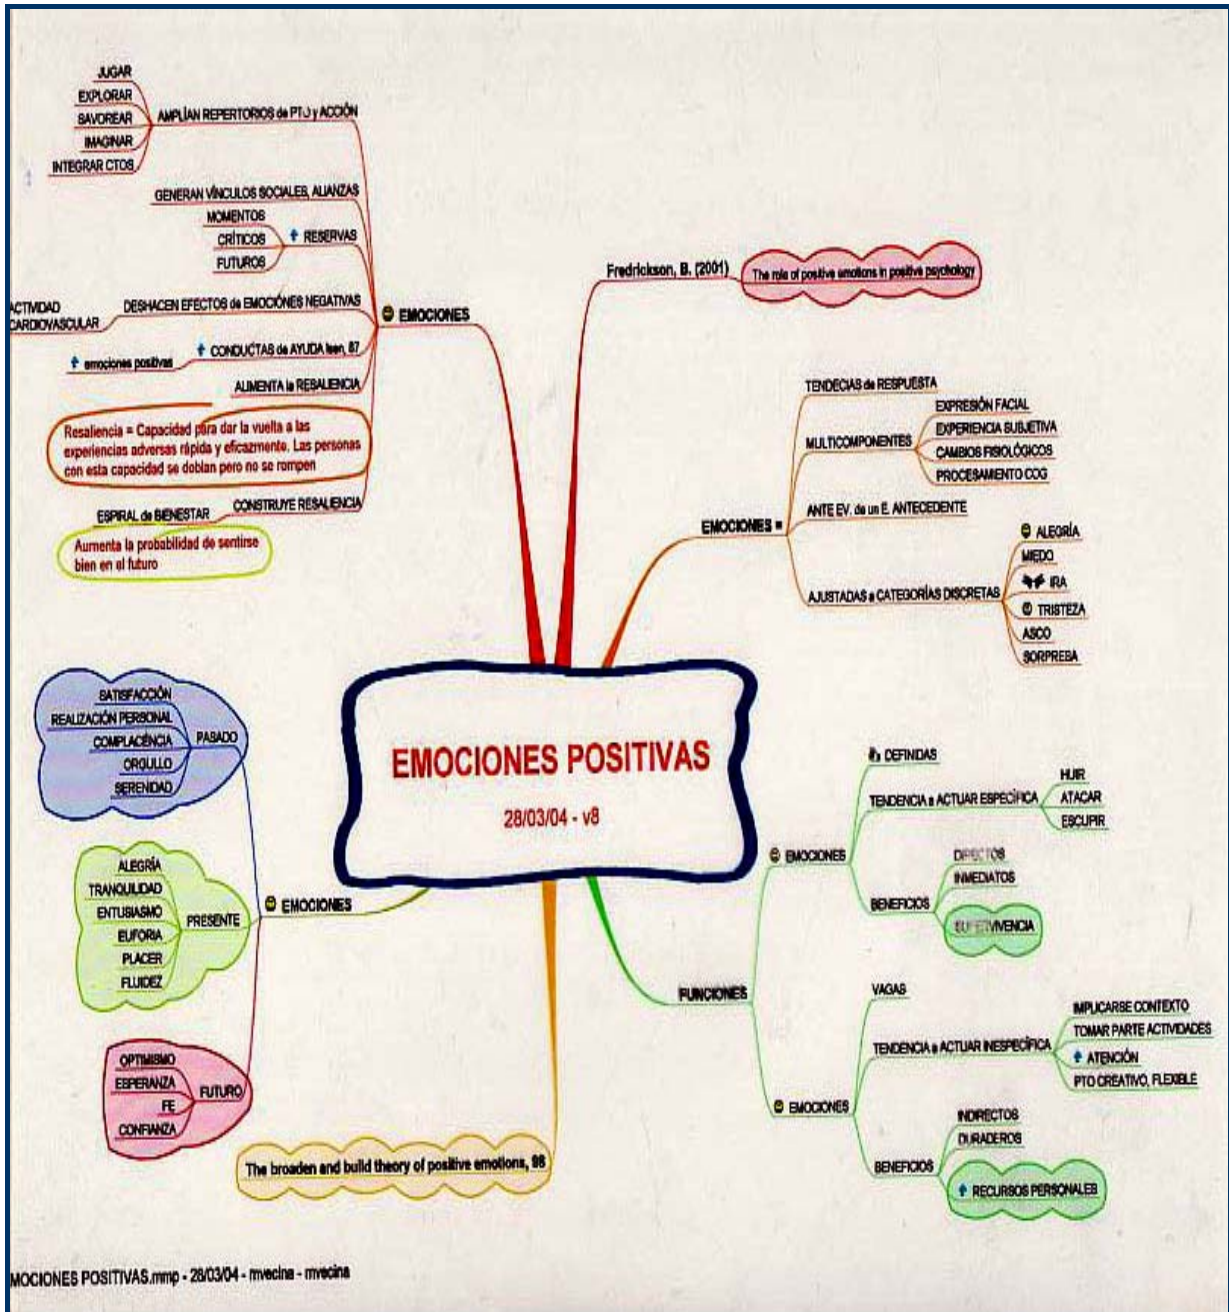 EMOCIONES POSITIVAS
28/03/04 - v8
Fredrickson, B. (2001)
The role of positive emotions in positive psychology
EMOCIONES =
TENDECIAS de RESPUESTA
MULTICOMPONENTES
EXPRESIÓN FACIAL
EXPERIENCIA SUBJETIVA
CAMBIOS FISIOLÓGICOS
PROCESAMIENTO COG
ANTE EV. de un E. ANTECEDENTE
AJUSTADAS a CATEGORÍAS DISCRETAS
ALEGRÍA
MIEDO
IRA
TRISTEZA
ASCO
SORPRESA
FUNCIONES
EMOCIONES
DEFINIDAS
TENDENCIA a ACTUAR ESPECÍFICA
HUIR
ATACAR
ESCUPIR
BENEFICIOS
DIRECTOS
INMEDIATOS
SUPERVIVENCIA
EMOCIONES
VAGAS
TENDENCIA a ACTUAR INESPECÍFICA
IMPLICARSE CONTEXTO
TOMAR PARTE ACTIVIDADES
ATENCIÓN
PTO CREATIVO, FLEXIBLE
BENEFICIOS
INDIRECTOS
DURADEROS
RECURSOS PERSONALES
The broaden and build theory of positive emotions, 98
EMOCIONES
PASADO
SATISFACCIÓN
REALIZACIÓN PERSONAL
COMPLACENCIA
ORGULLO
SERENIDAD
PRESENTE
ALEGRÍA
TRANQUILIDAD
ENTUSIASMO
EUFORIA
PLACER
FLUIDEZ
FUTURO
OPTIMISMO
ESPERANZA
FE
CONFIANZA
EMOCIONES
AMPLÍAN REPERTORIOS de PTO y ACCIÓN
JUGAR
EXPLORAR
SAVOREAR
IMAGINAR
INTEGRAR CTOS
GENERAN VÍNCULOS SOCIALES, ALIANZAS
RESERVAS
MOMENTOS
CRÍTICOS
FUTUROS
DESHACEN EFECTOS de EMOCIONES NEGATIVAS
ACTIVIDAD
CARDIOVASCULAR
CONDUCTAS de AYUDA Isen, 87
emociones positivas
ALIMENTA la RESALIENCIA
Resaliencia = Capacidad para dar la vuelta a las
experiencias adversas rápida y eficazmente. Las personas
con esta capacidad se doblan pero no se rompen
CONSTRUYE RESALIENCIA
ESPIRAL de BIENESTAR
Aumenta la probabilidad de sentirse
bien en el futuro
MOCIONES POSITIVAS.mmp - 28/03/04 - mvecina - mvecina